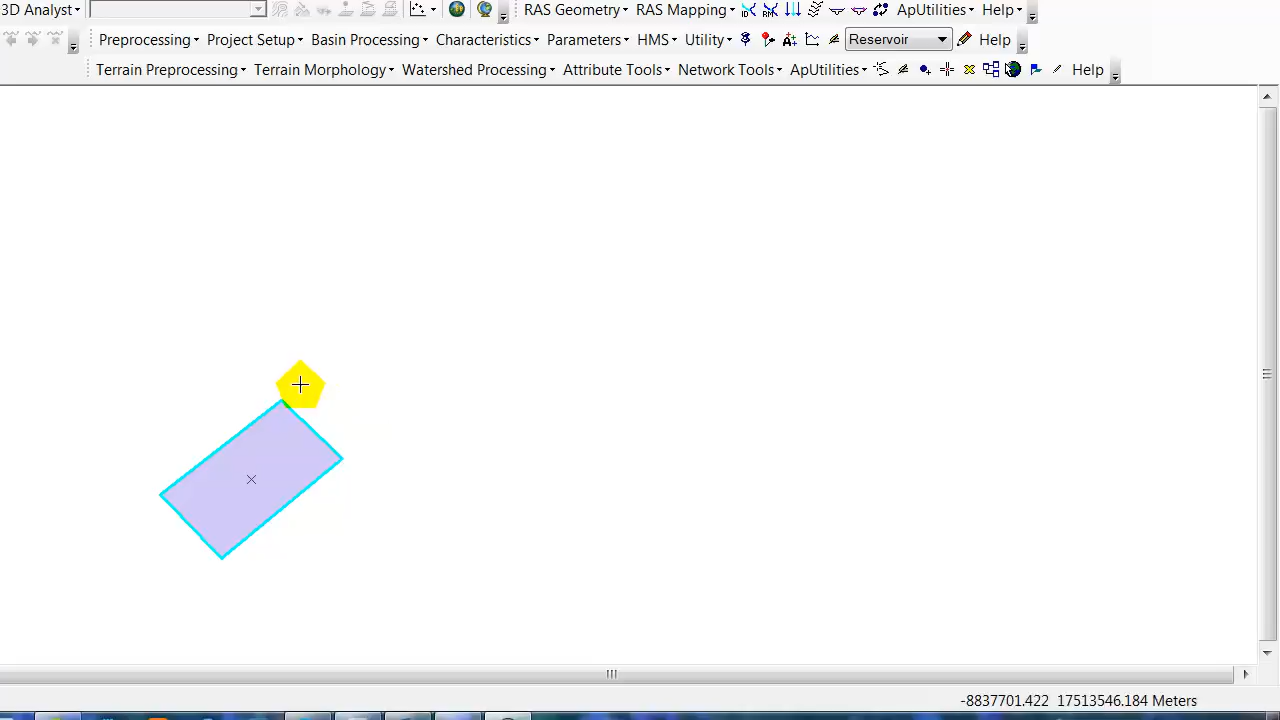 3D Analyst RAS Geometry RAS Mapping ApUtilities Help
Preprocessing Project Setup Basin Processing Characteristics Parameters HMS Utility Reservoir Help
Terrain Preprocessing Terrain Morphology Watershed Processing Attribute Tools Network Tools ApUtilities Help
-8837701.422 17513546.184 Meters